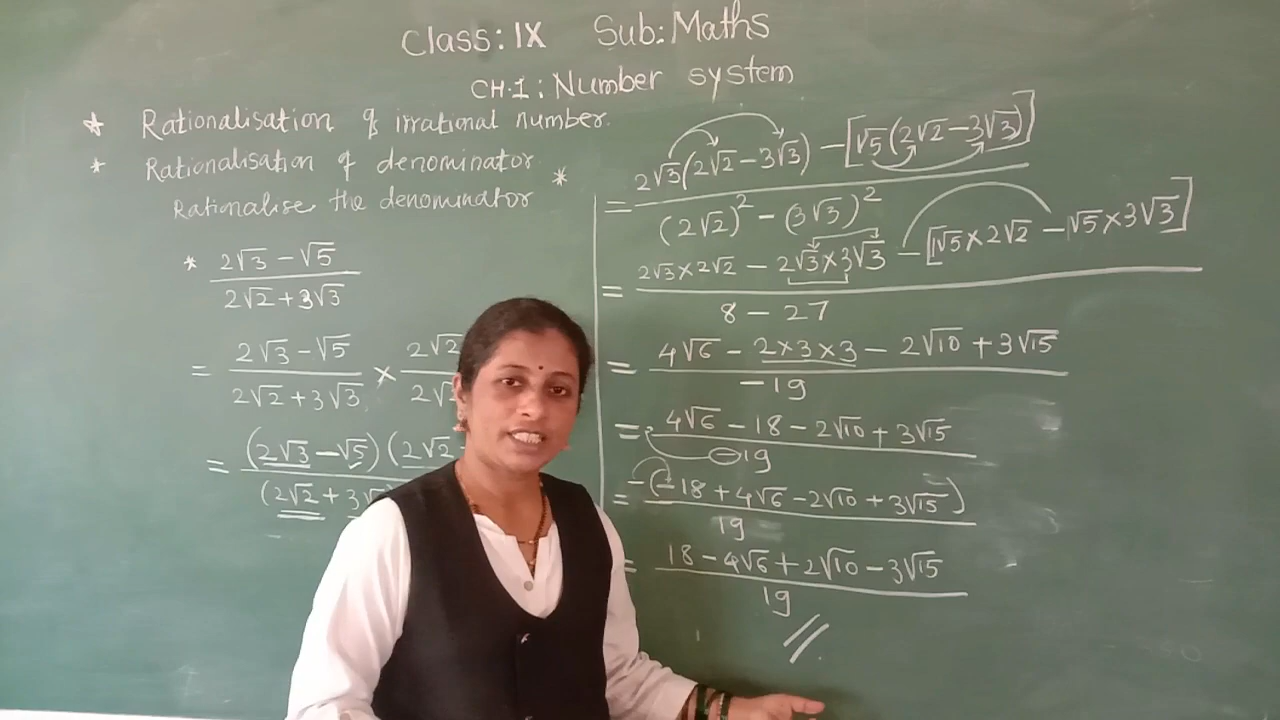 Class: IX Sub: Maths
CH.1: Number system
* Rationalisation of irrational number.
* Rationalisation of denominator
Rationalise the denominator
* (2√3 - √5) / (2√2 + 3√3)
= (2√3 - √5) / (2√2 + 3√3) × 2√2 / 2√
= (2√3 - √5)(2√2 / (2√2 + 3√
* = 2√3(2√2 - 3√3) - [√5(2√2 - 3√3)] / (2√2)² - (3√3)²
= 2√3×2√2 - 2√3×3√3 - [√5×2√2 - √5×3√3] / 8 - 27
= 4√6 - 2×3×3 - 2√10 + 3√15 / -19
= 4√6 - 18 - 2√10 + 3√15 / -19
= -(-18 + 4√6 - 2√10 + 3√15) / 19
= 18 - 4√6 + 2√10 - 3√15 / 19